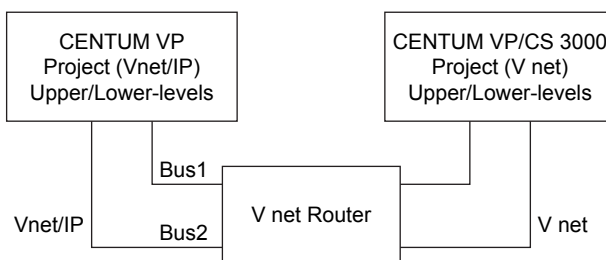 CENTUM VP
Project (Vnet/IP)
Upper/Lower-levels
CENTUM VP/CS 3000
Project (V net)
Upper/Lower-levels
Bus1
V net Router
Vnet/IP
Bus2
V net